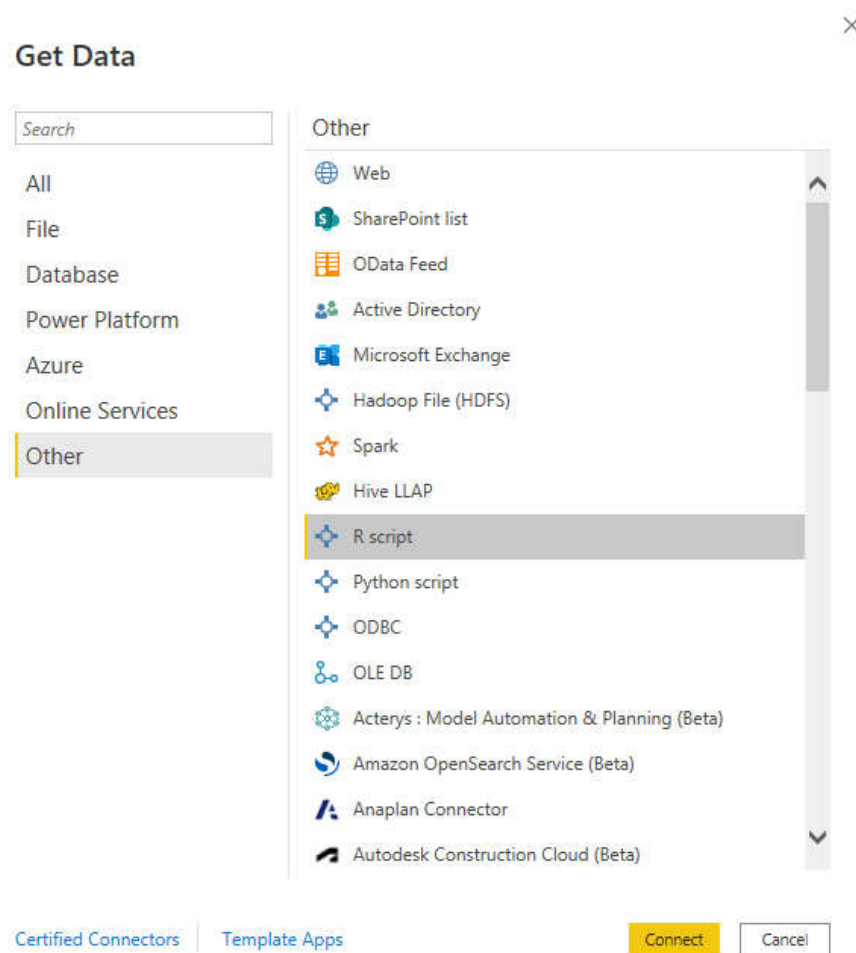 Get Data
Search
All
File
Database
Power Platform
Azure
Online Services
Other
Other
Web
SharePoint list
OData Feed
Active Directory
Microsoft Exchange
Hadoop File (HDFS)
Spark
Hive LLAP
R script
Python script
ODBC
OLE DB
Acterys : Model Automation & Planning (Beta)
Amazon OpenSearch Service (Beta)
Anaplan Connector
Autodesk Construction Cloud (Beta)
Certified Connectors
Template Apps
Connect
Cancel